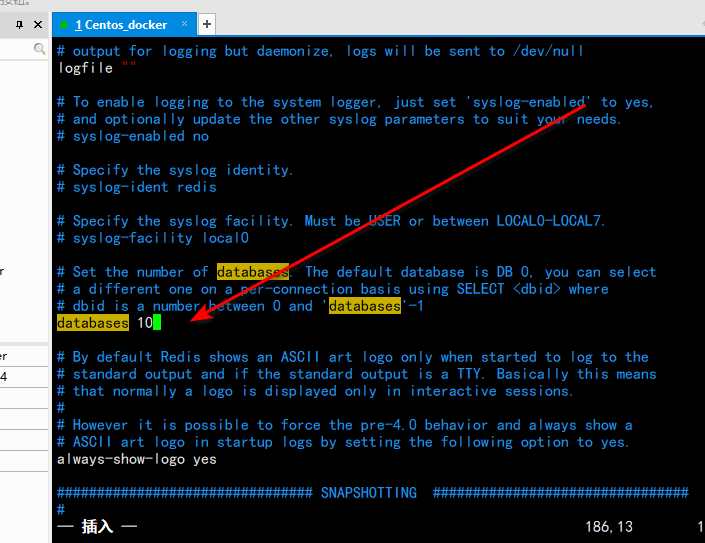 按钮。
1 Centos_docker
# output for logging but daemonize, logs will be sent to /dev/null
logfile ""
# To enable logging to the system logger, just set 'syslog-enabled' to yes,
# and optionally update the other syslog parameters to suit your needs.
# syslog-enabled no
# Specify the syslog identity.
# syslog-ident redis
# Specify the syslog facility. Must be USER or between LOCAL0-LOCAL7.
# syslog-facility local0
# Set the number of databases. The default database is DB 0, you can select
# a different one on a per-connection basis using SELECT <dbid> where
# dbid is a number between 0 and 'databases'-1
databases 10
# By default Redis shows an ASCII art logo only when started to log to the
# standard output and if the standard output is a TTY. Basically this means
# that normally a logo is displayed only in interactive sessions.
#
# However it is possible to force the pre-4.0 behavior and always show a
# ASCII art logo in startup logs by setting the following option to yes.
always-show-logo yes
################################ SNAPSHOTTING ################################
#
-- 插入 --
186,13